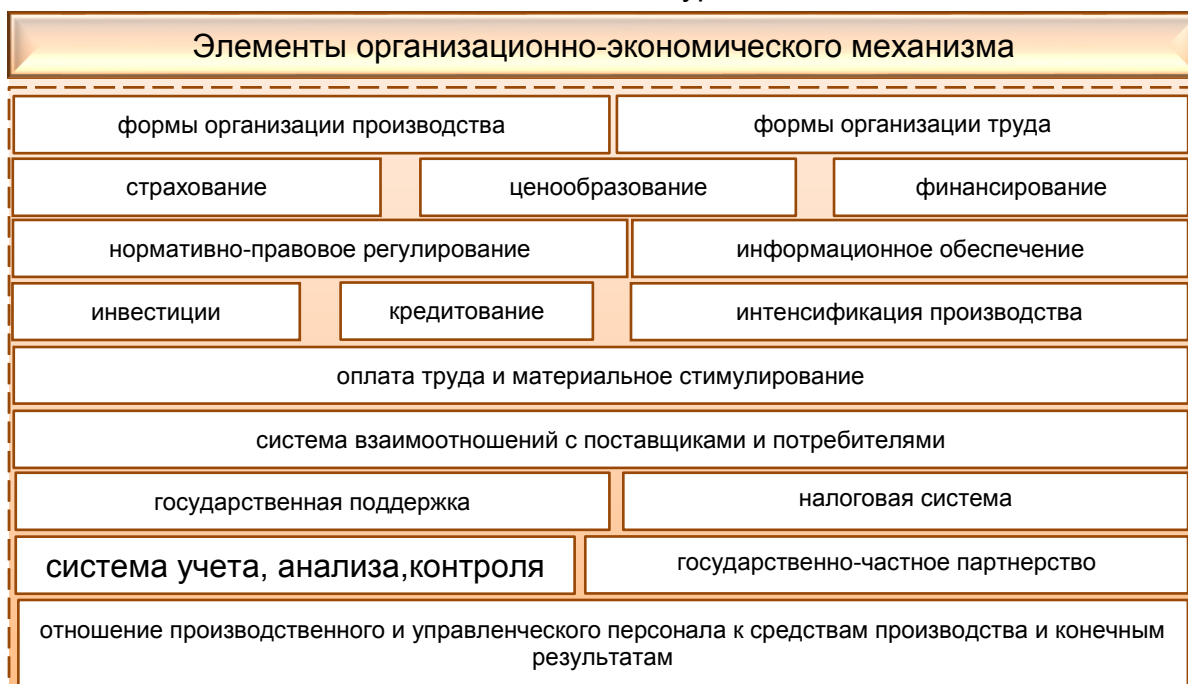 Элементы организационно-экономического механизма
формы организации производства
формы организации труда
страхование
ценообразование
финансирование
нормативно-правовое регулирование
информационное обеспечение
инвестиции
кредитование
интенсификация производства
оплата труда и материальное стимулирование
система взаимоотношений с поставщиками и потребителями
государственная поддержка
налоговая система
система учета, анализа,контроля
государственно-частное партнерство
отношение производственного и управленческого персонала к средствам производства и конечным
результатам